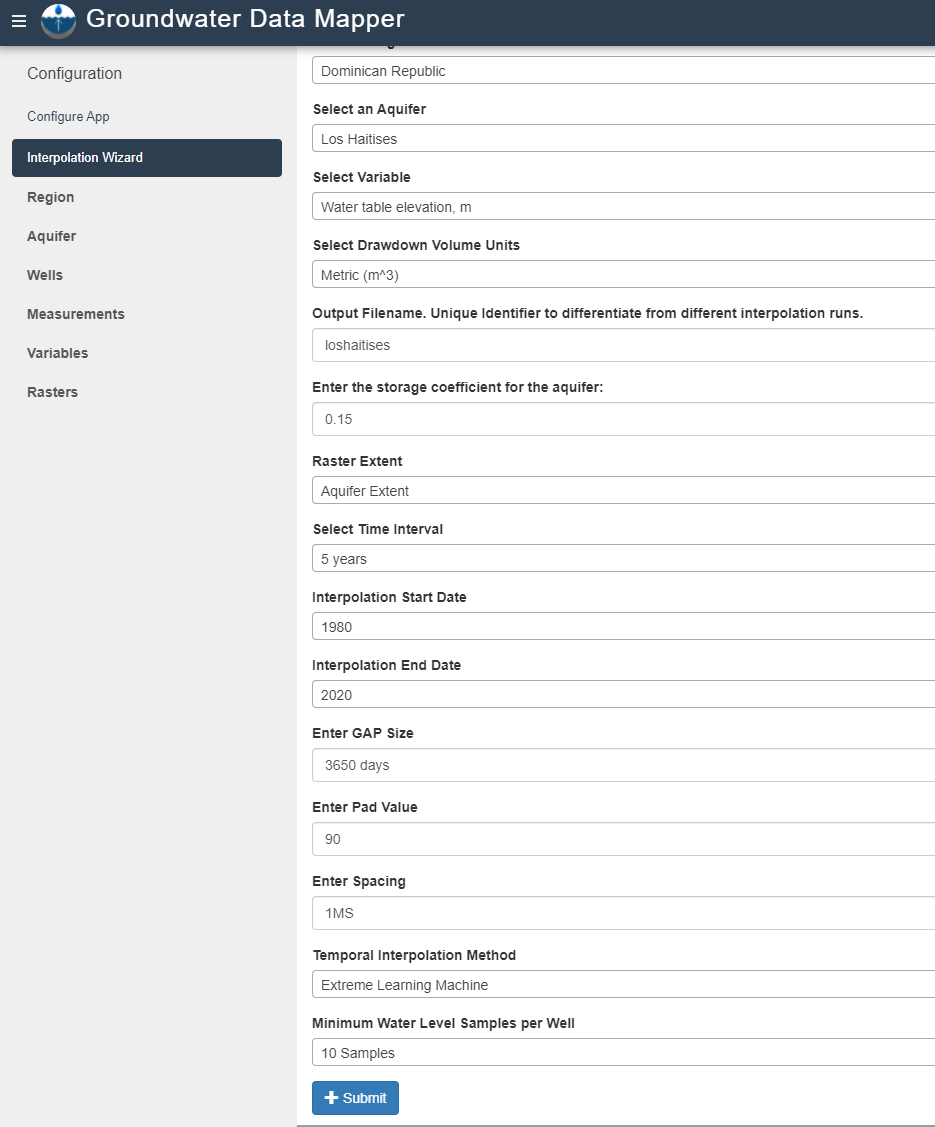 Groundwater Data Mapper
Configuration
Configure App
Interpolation Wizard
Region
Aquifer
Wells
Measurements
Variables
Rasters
Dominican Republic
Select an Aquifer
Los Haitises
Select Variable
Water table elevation, m
Select Drawdown Volume Units
Metric (m^3)
Output Filename. Unique Identifier to differentiate from different interpolation runs.
loshaitises
Enter the storage coefficient for the aquifer:
0.15
Raster Extent
Aquifer Extent
Select Time Interval
5 years
Interpolation Start Date
1980
Interpolation End Date
2020
Enter GAP Size
3650 days
Enter Pad Value
90
Enter Spacing
1MS
Temporal Interpolation Method
Extreme Learning Machine
Minimum Water Level Samples per Well
10 Samples
Submit